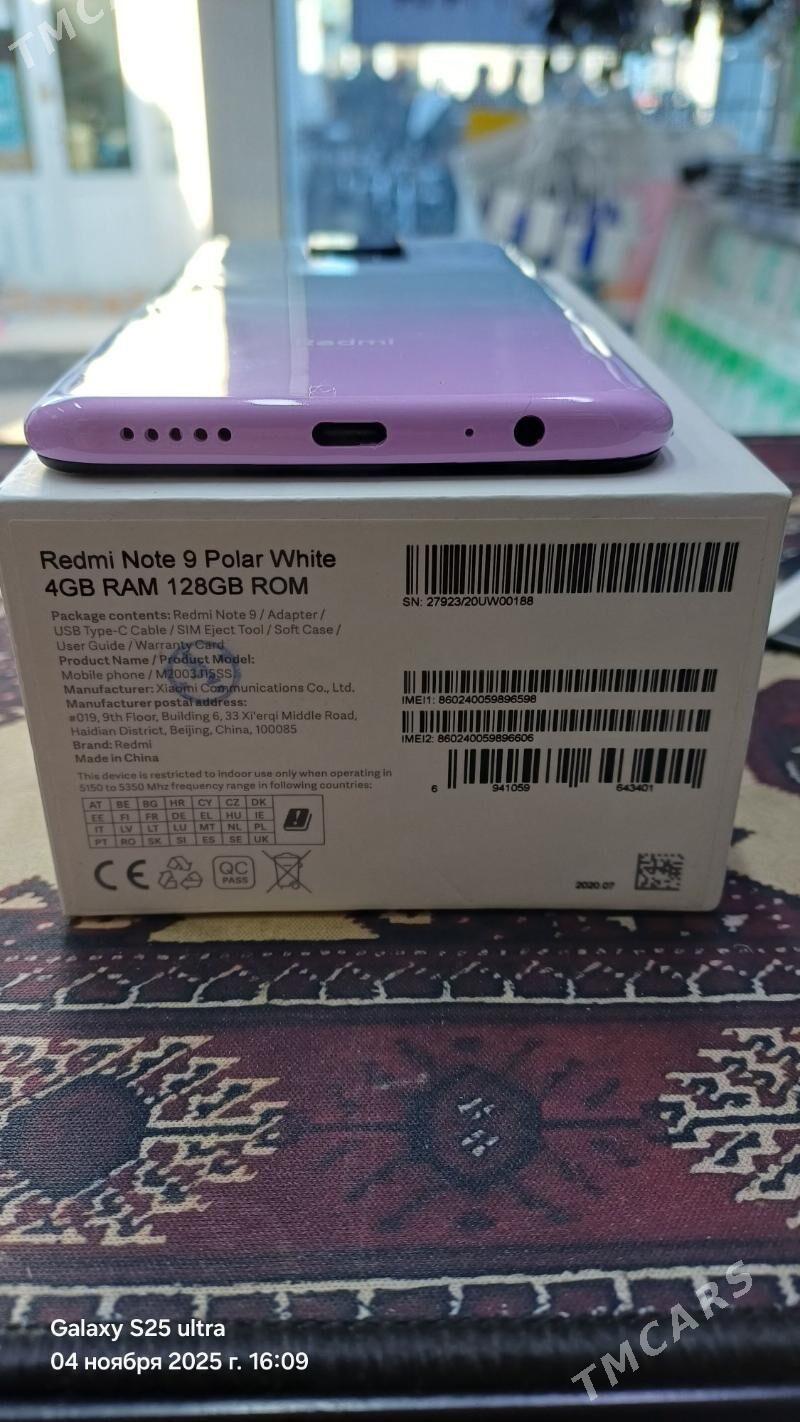 TMCARS
Redmi
Redmi Note 9 Polar White
4GB RAM 128GB ROM
Package contents: Redmi Note 9 / Adapter /
USB Type-C Cable / SIM Eject Tool / Soft Case /
User Guide / Warranty Card
Product Name / Product Model:
Mobile phone / M2003J15SS
Manufacturer: Xiaomi Communications Co., Ltd.
Manufacturer postal address:
#019, 9th Floor, Building 6, 33 Xi'erqi Middle Road,
Haidian District, Beijing, China, 100085
Brand: Redmi
Made in China
This device is restricted to indoor use only when operating in
5150 to 5350 Mhz frequency range in following countries:
AT BE BG HR CY CZ DK
EE FI FR DE EL HU IE
IT LV LT LU MT NL PL
PT RO SK SI ES SE UK
CE QC
PASS
SN: 27923/20UW00188
IMEI1: 860240059896598
IMEI2: 860240059896606
6 941059 643401
2020.07
Galaxy S25 ultra
04 ноября 2025 г. 16:09
TMCARS